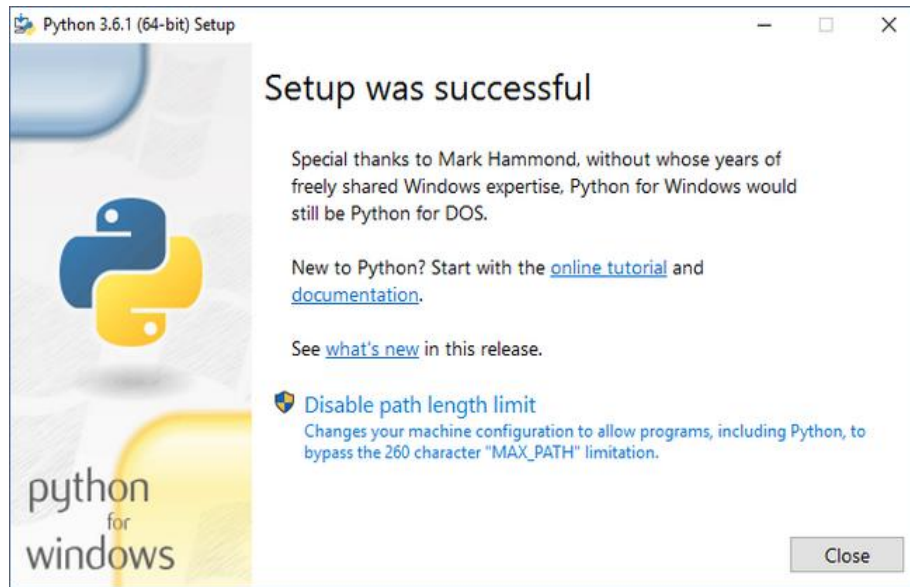 Python 3.6.1 (64-bit) Setup
Setup was successful
Special thanks to Mark Hammond, without whose years of
freely shared Windows expertise, Python for Windows would
still be Python for DOS.
New to Python? Start with the online tutorial and
documentation.
See what's new in this release.
Disable path length limit
Changes your machine configuration to allow programs, including Python, to
bypass the 260 character "MAX_PATH" limitation.
python
for
windows
Close